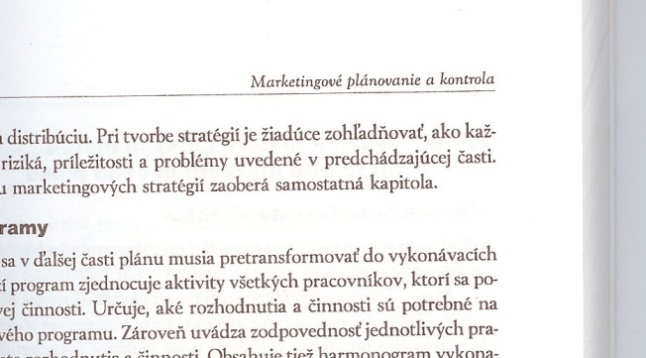 Marketingové plánovanie a kontrola
distribúciu. Pri tvorbe stratégií je žiadúce zohľadňovať, ako kaž-
riziká, príležitosti a problémy uvedené v predchádzajúcej časti.
u marketingových stratégií zaoberá samostatná kapitola.
ramy
sa v ďalšej časti plánu musia pretransformovať do vykonávacích
í program zjednocuje aktivity všetkých pracovníkov, ktorí sa po-
ej činnosti. Určuje, aké rozhodnutia a činnosti sú potrebné na
vého programu. Zároveň uvádza zodpovednosť jednotlivých pra-
rozhodnutia a činnosti. Obsahuje tiež harmonogram vykona-